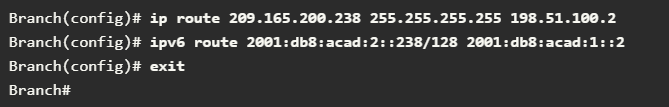 Branch(config)# ip route 209.165.200.238 255.255.255.255 198.51.100.2
Branch(config)# ipv6 route 2001:db8:acad:2::238/128 2001:db8:acad:1::2
Branch(config)# exit
Branch#